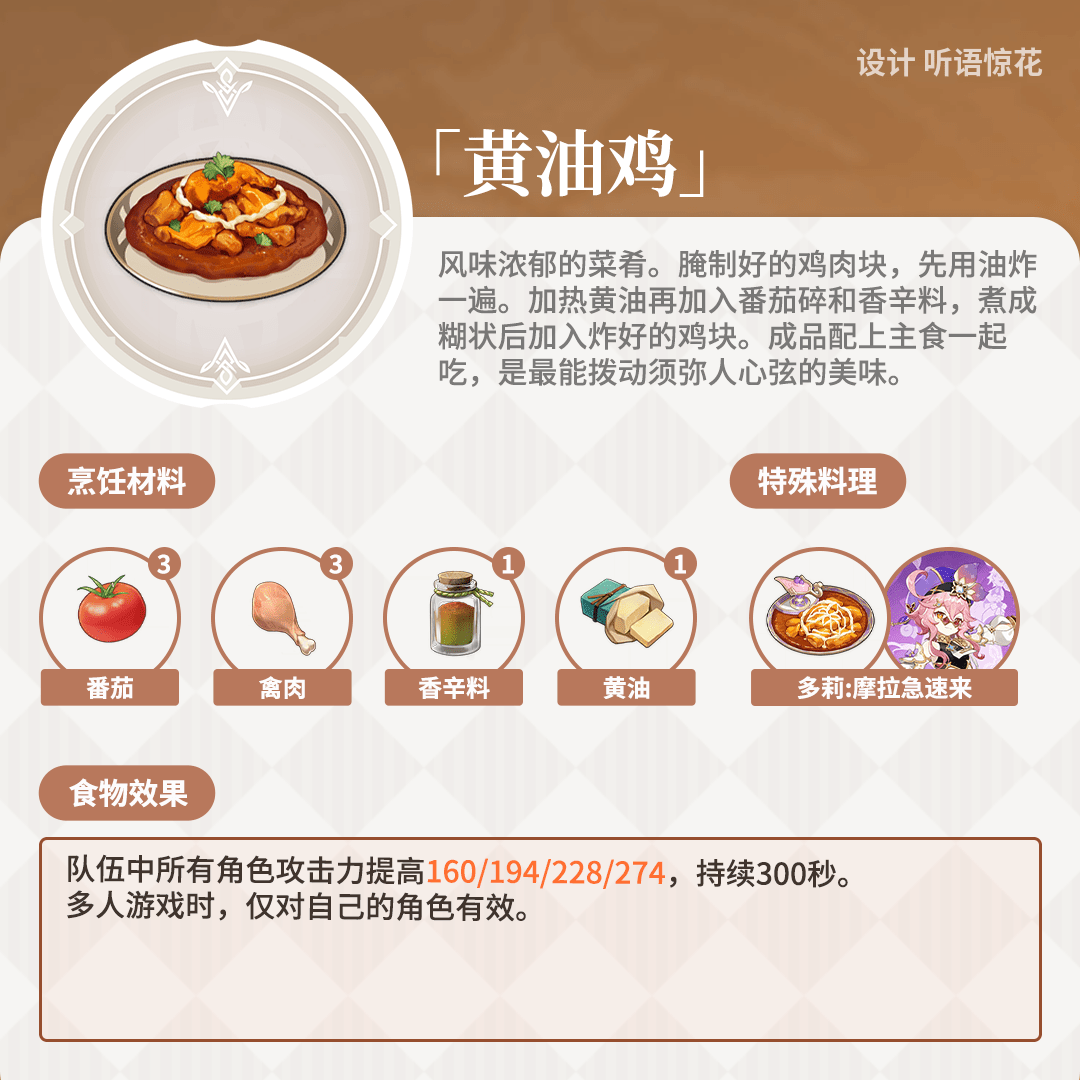 设计 听语惊花
「黄油鸡」
风味浓郁的菜肴。腌制好的鸡肉块，先用油炸
一遍。加热黄油再加入番茄碎和香辛料，煮成
糊状后加入炸好的鸡块。成品配上主食一起
吃，是最能拨动须弥人心弦的美味。
烹饪材料
特殊料理
3
3
1
1
番茄
禽肉
香辛料
黄油
多莉:摩拉急速来
食物效果
队伍中所有角色攻击力提高160/194/228/274，持续300秒。
多人游戏时，仅对自己的角色有效。